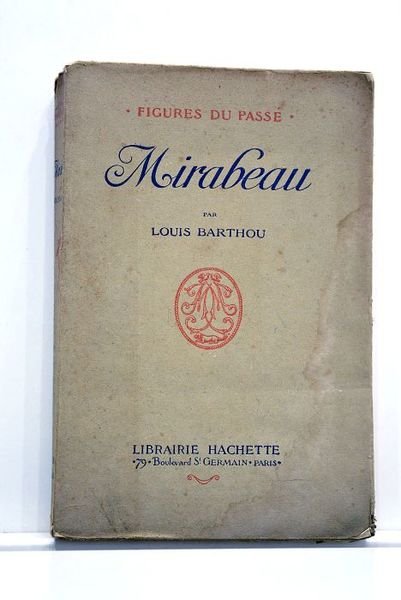 • FIGURES DU PASSÉ •
Mirabeau
PAR
LOUIS BARTHOU
LIBRAIRIE HACHETTE
•79•Boulevard St GERMAIN•PARIS•